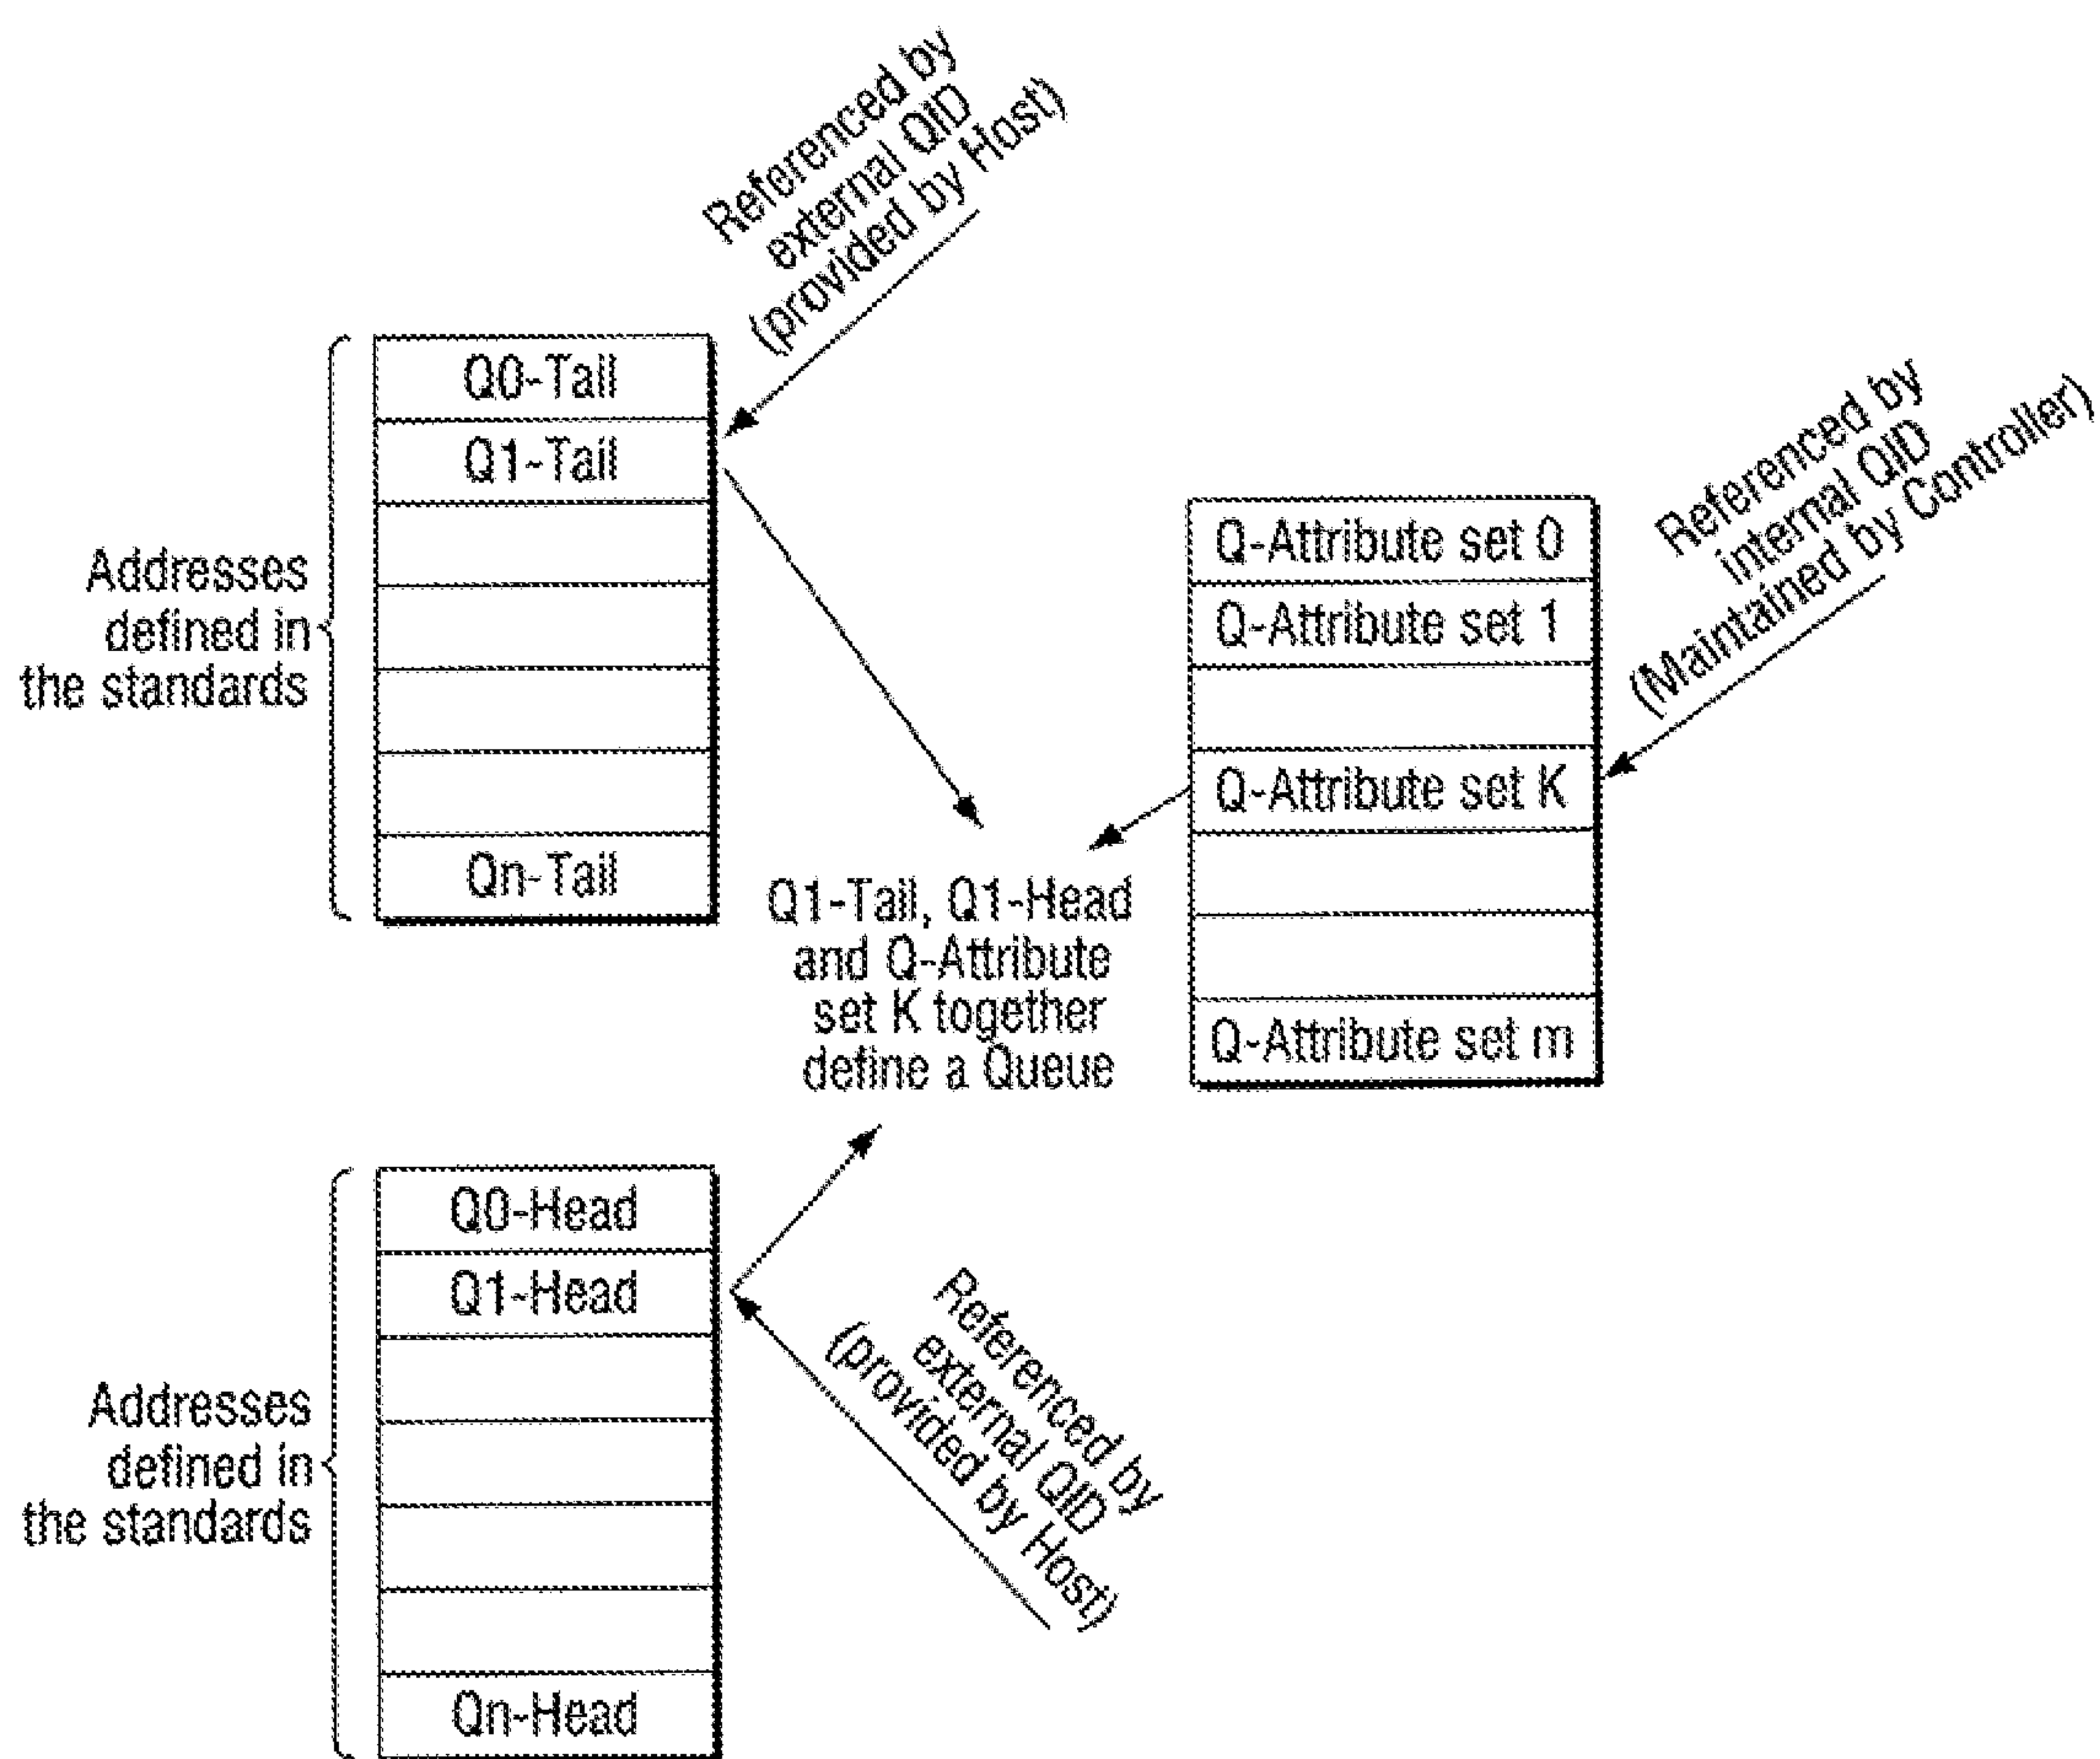 Referenced by
external QID
(provided by Host)
Q0-Tail
Q1-Tail
Qn-Tail
Addresses
defined in
the standards
Referenced by
internal QID
(Maintained by Controller)
Q-Attribute set 0
Q-Attribute set 1
Q-Attribute set K
Q-Attribute set m
Q1-Tail, Q1-Head
and Q-Attribute
set K together
define a Queue
Q0-Head
Q1-Head
Qn-Head
Addresses
defined in
the standards
Referenced by
external QID
(provided by Host)